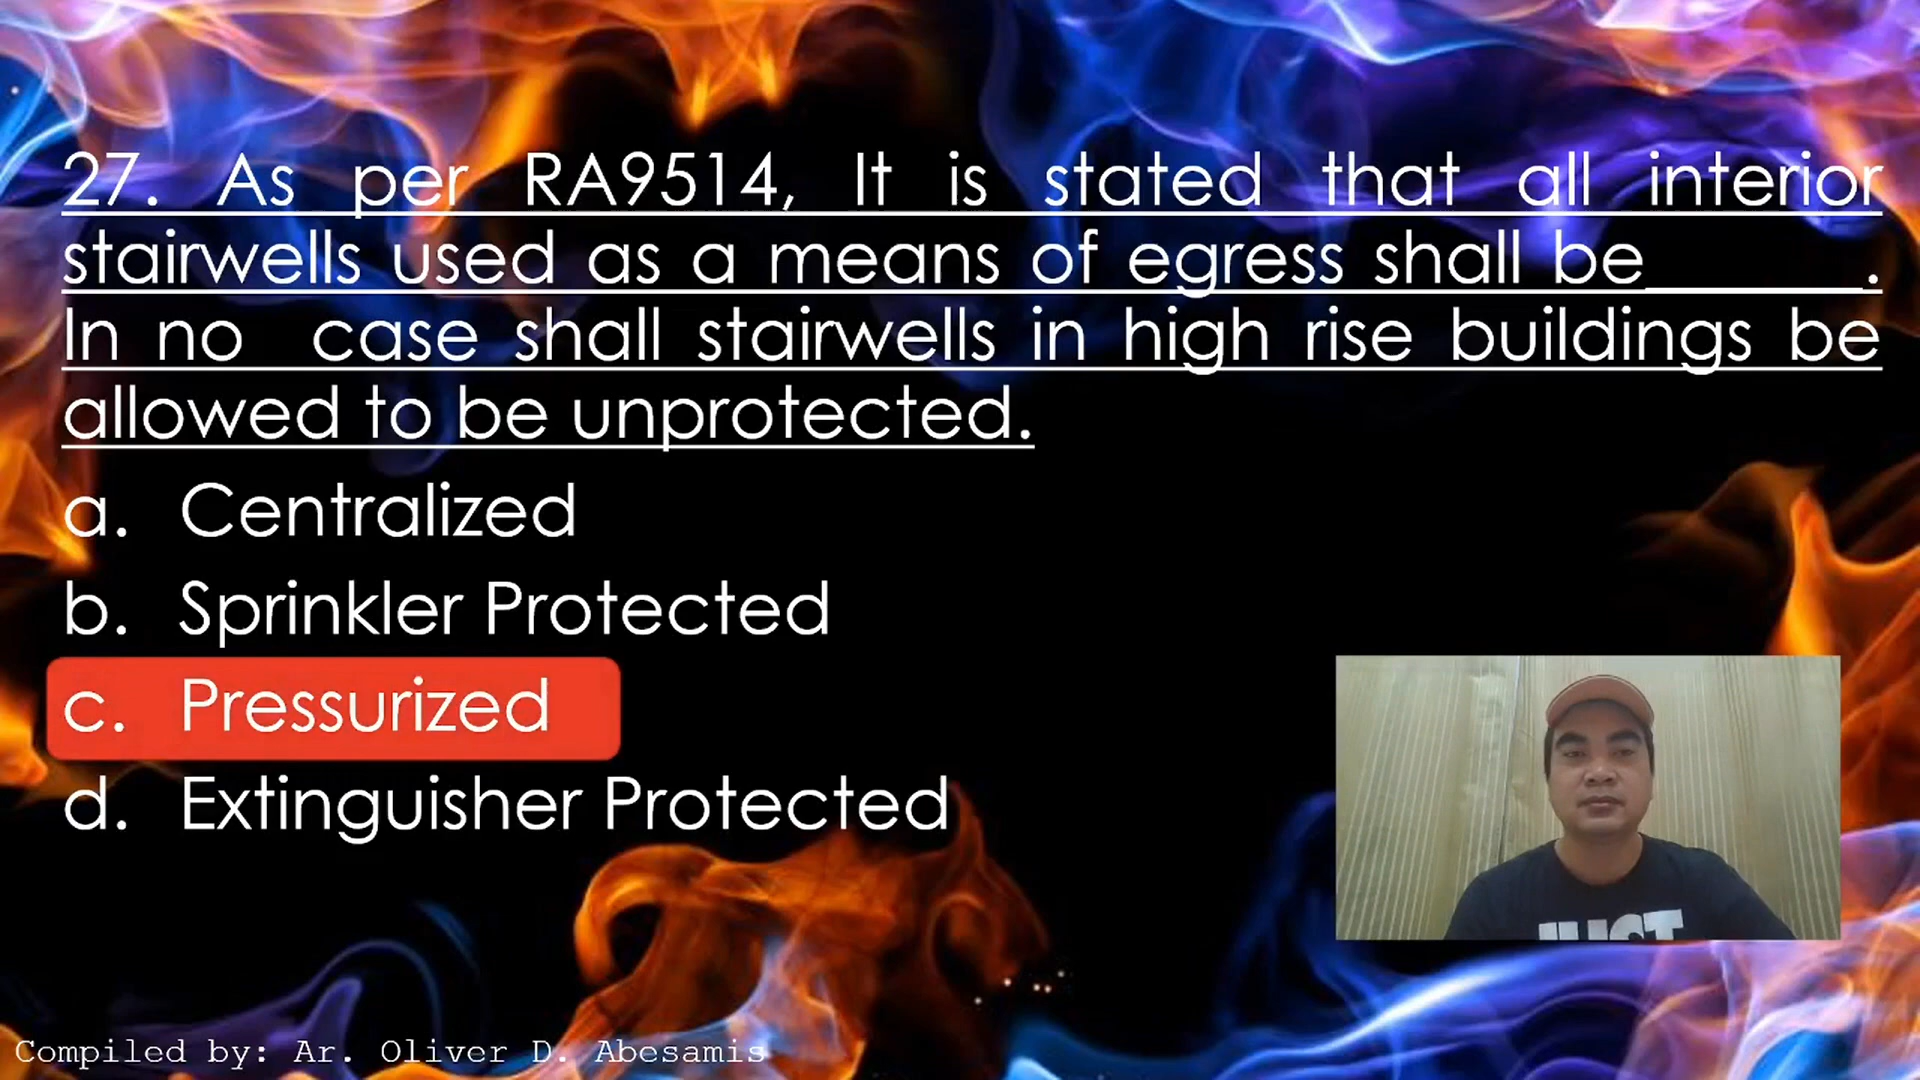 27. As per RA9514, It is stated that all interior
stairwells used as a means of egress shall be______.
In no case shall stairwells in high rise buildings be
allowed to be unprotected.
a. Centralized
b. Sprinkler Protected
c. Pressurized
d. Extinguisher Protected
JUST
Compiled by: Ar. Oliver D. Abesamis